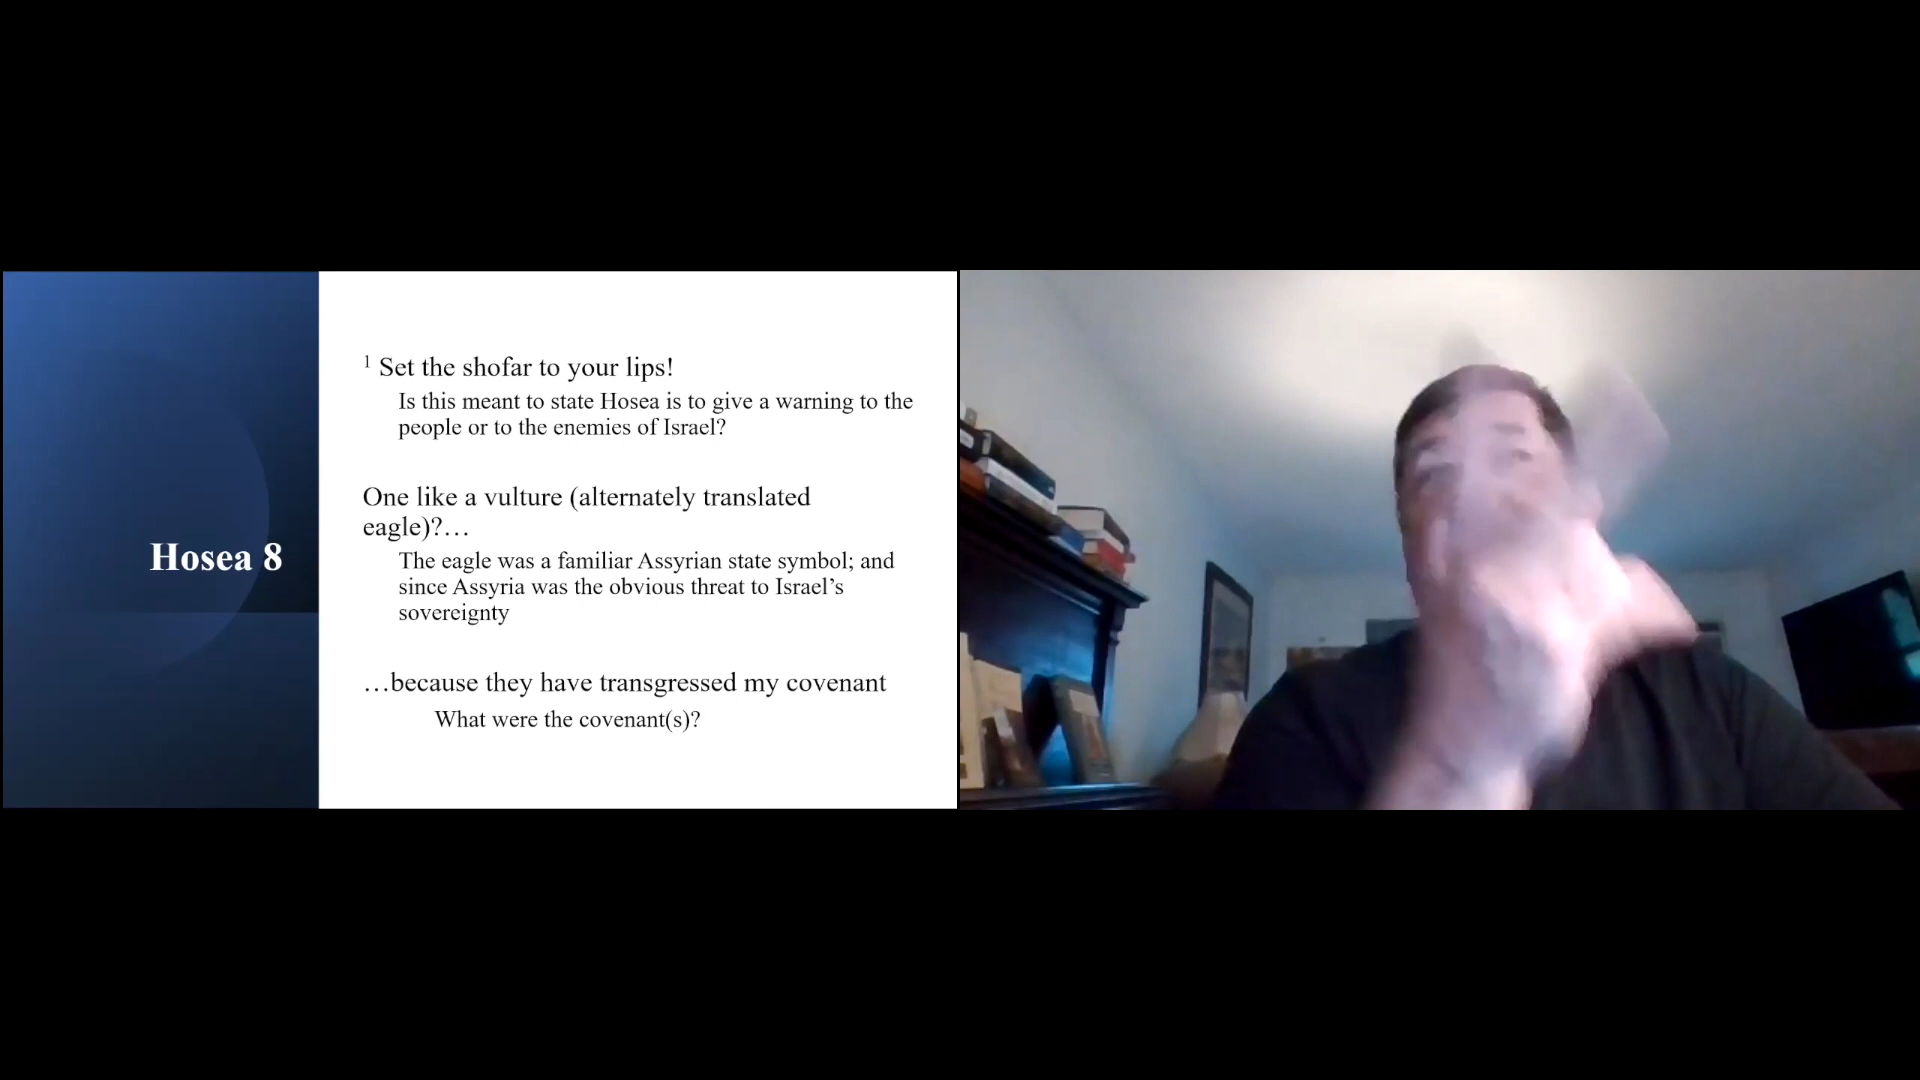 Hosea 8
1 Set the shofar to your lips!
Is this meant to state Hosea is to give a warning to the
people or to the enemies of Israel?
One like a vulture (alternately translated
eagle)?…
The eagle was a familiar Assyrian state symbol; and
since Assyria was the obvious threat to Israel’s
sovereignty
…because they have transgressed my covenant
What were the covenant(s)?